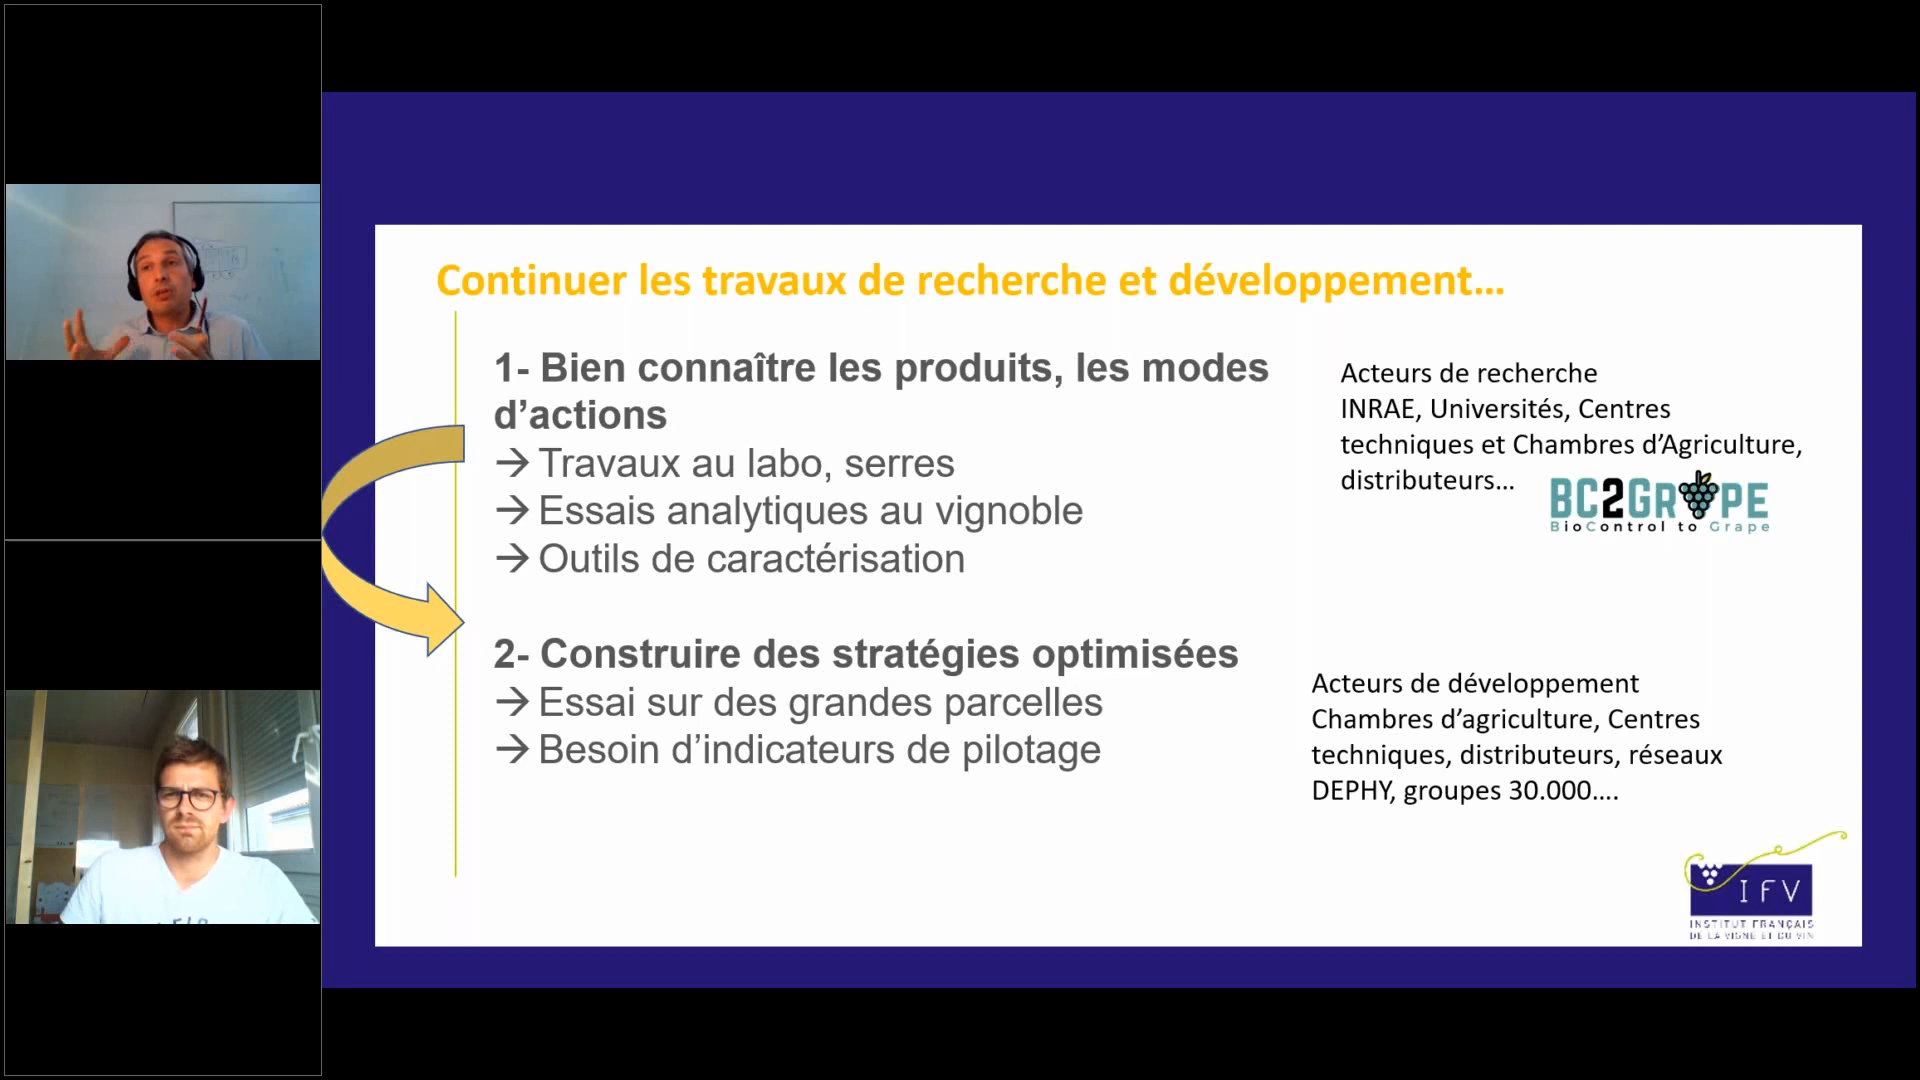 Continuer les travaux de recherche et développement…
1- Bien connaître les produits, les modes
d’actions
→ Travaux au labo, serres
→ Essais analytiques au vignoble
→ Outils de caractérisation
2- Construire des stratégies optimisées
→ Essai sur des grandes parcelles
→ Besoin d’indicateurs de pilotage
Acteurs de recherche
INRAE, Universités, Centres
techniques et Chambres d’Agriculture,
distributeurs…
BC2GRAPE
BioControl to Grape
Acteurs de développement
Chambres d’agriculture, Centres
techniques, distributeurs, réseaux
DEPHY, groupes 30.000….
IFV
INSTITUT FRANÇAIS
DE LA VIGNE ET DU VIN